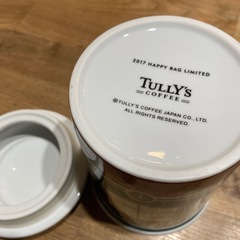 2017 HAPPY BAG LIMITED
TULLY'S
COFFEE
©TULLY'S COFFEE JAPAN CO., LTD.
ALL RIGHTS RESERVED.